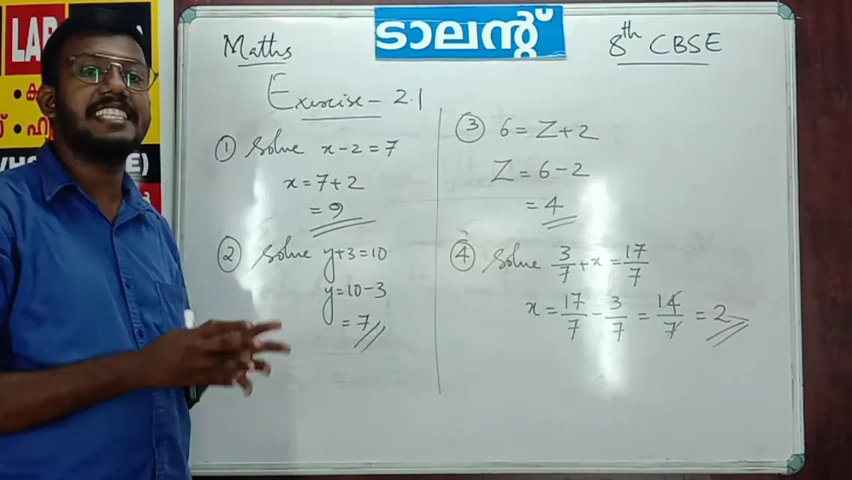 LAB
ടാലന്റ്
Maths
8th CBSE
Exercise - 2.1
① Solve x-2=7
x=7+2
=9
② Solve y+3=10
y=10-3
=7
③ 6=Z+2
Z=6-2
=4
④ Solve 3/7+x=17/7
x=17/7-3/7=14/7=2